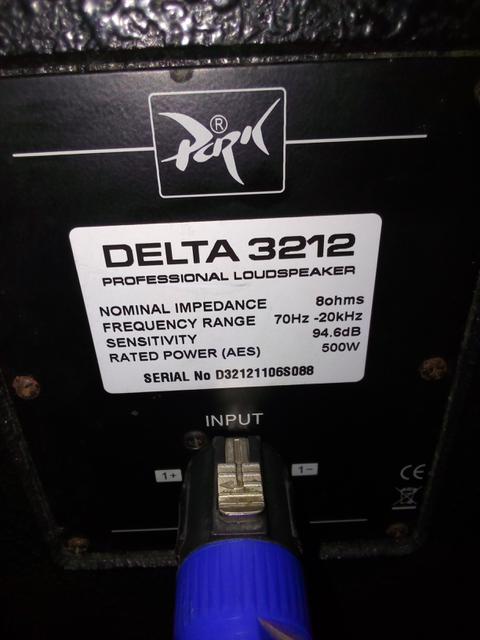 ®
PARK
DELTA 3212
PROFESSIONAL LOUDSPEAKER
NOMINAL IMPEDANCE 8ohms
FREQUENCY RANGE 70Hz -20kHz
SENSITIVITY 94.6dB
RATED POWER (AES) 500W
SERIAL No D32121106S088
INPUT
1+ 1-
CE